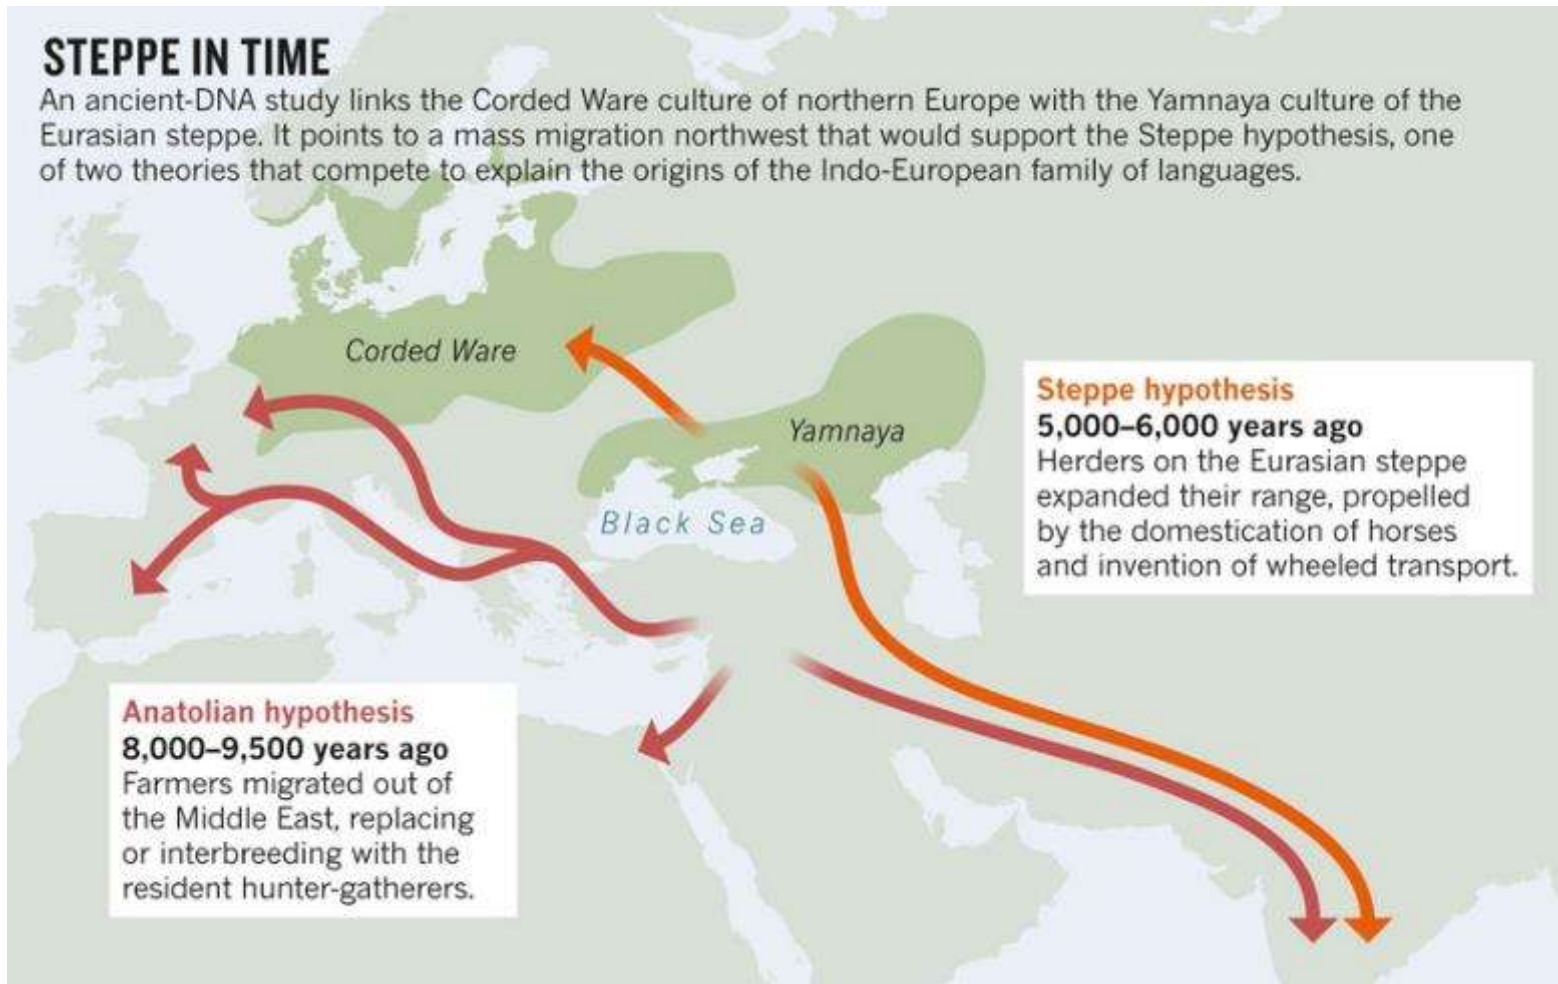 STEPPE IN TIME
An ancient-DNA study links the Corded Ware culture of northern Europe with the Yamnaya culture of the
Eurasian steppe. It points to a mass migration northwest that would support the Steppe hypothesis, one
of two theories that compete to explain the origins of the Indo-European family of languages.
Corded Ware
Yamnaya
Black Sea
Steppe hypothesis
5,000–6,000 years ago
Herders on the Eurasian steppe
expanded their range, propelled
by the domestication of horses
and invention of wheeled transport.
Anatolian hypothesis
8,000–9,500 years ago
Farmers migrated out of
the Middle East, replacing
or interbreeding with the
resident hunter-gatherers.